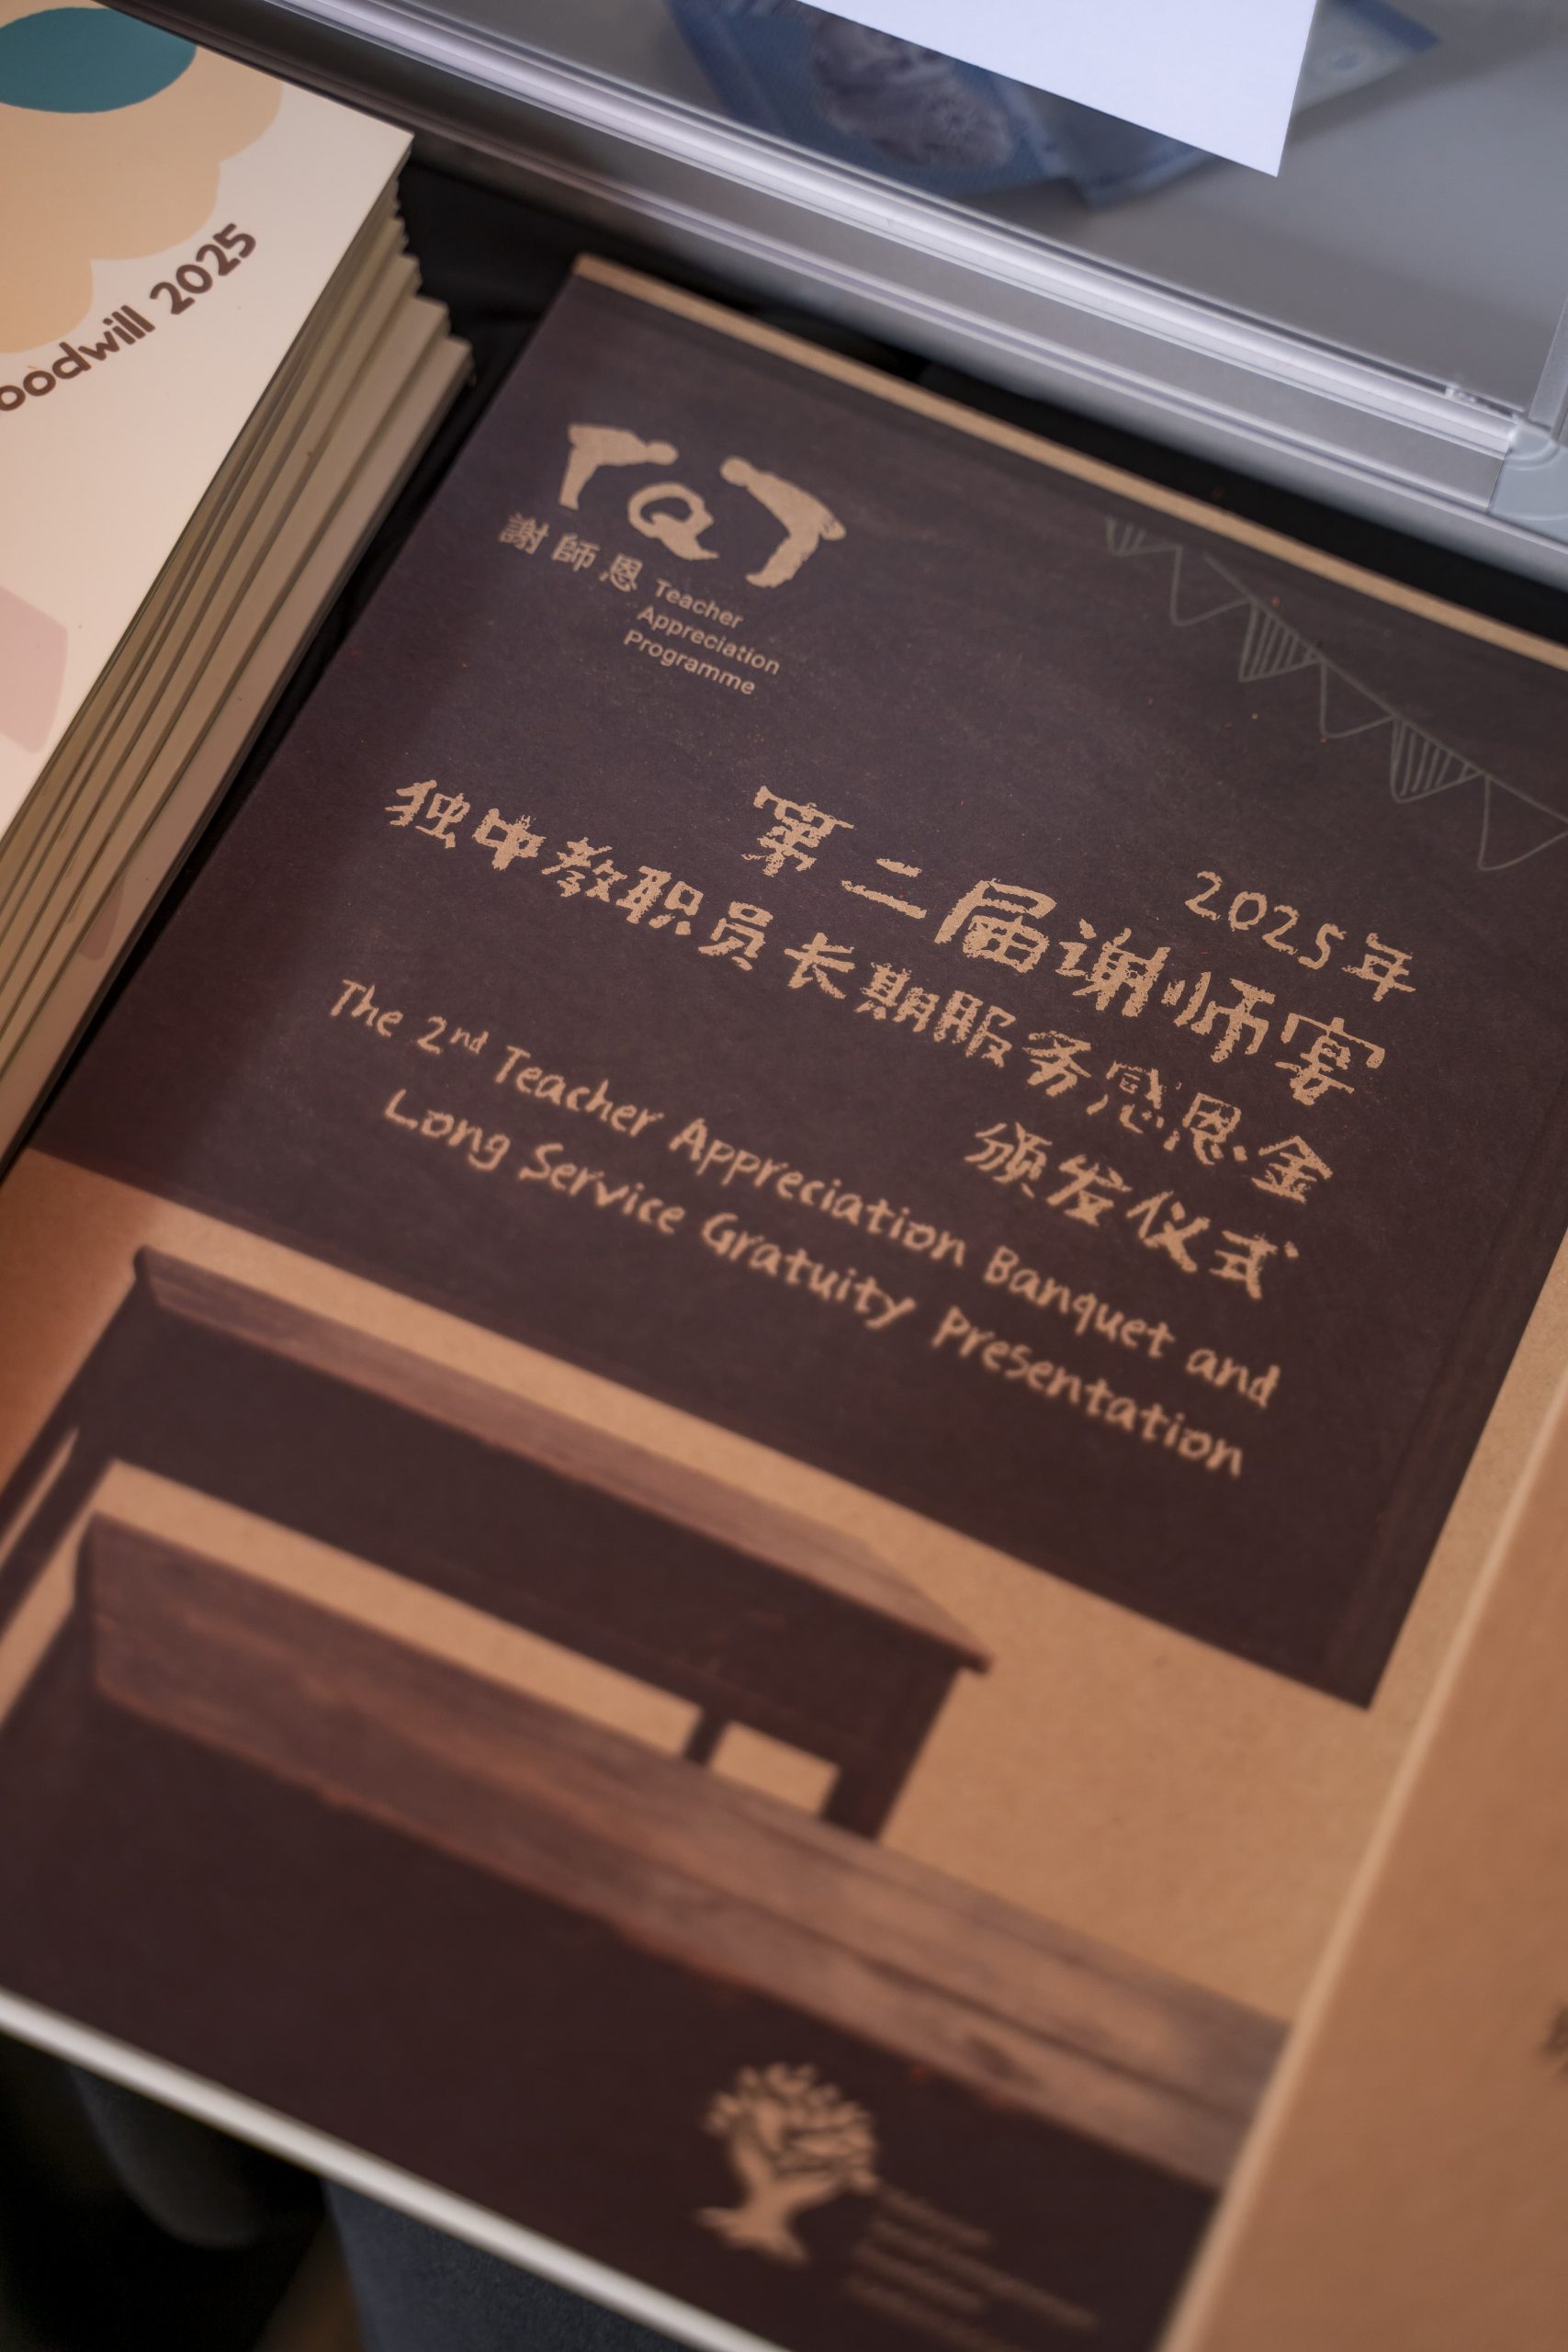 oodwill 2025
TQT
謝師恩
Teacher
Appreciation
Programme
2025年
第二届谢师宴
独中教职员长期服务感恩金
颁发仪式
The 2nd Teacher Appreciation Banquet and
Long Service Gratuity Presentation